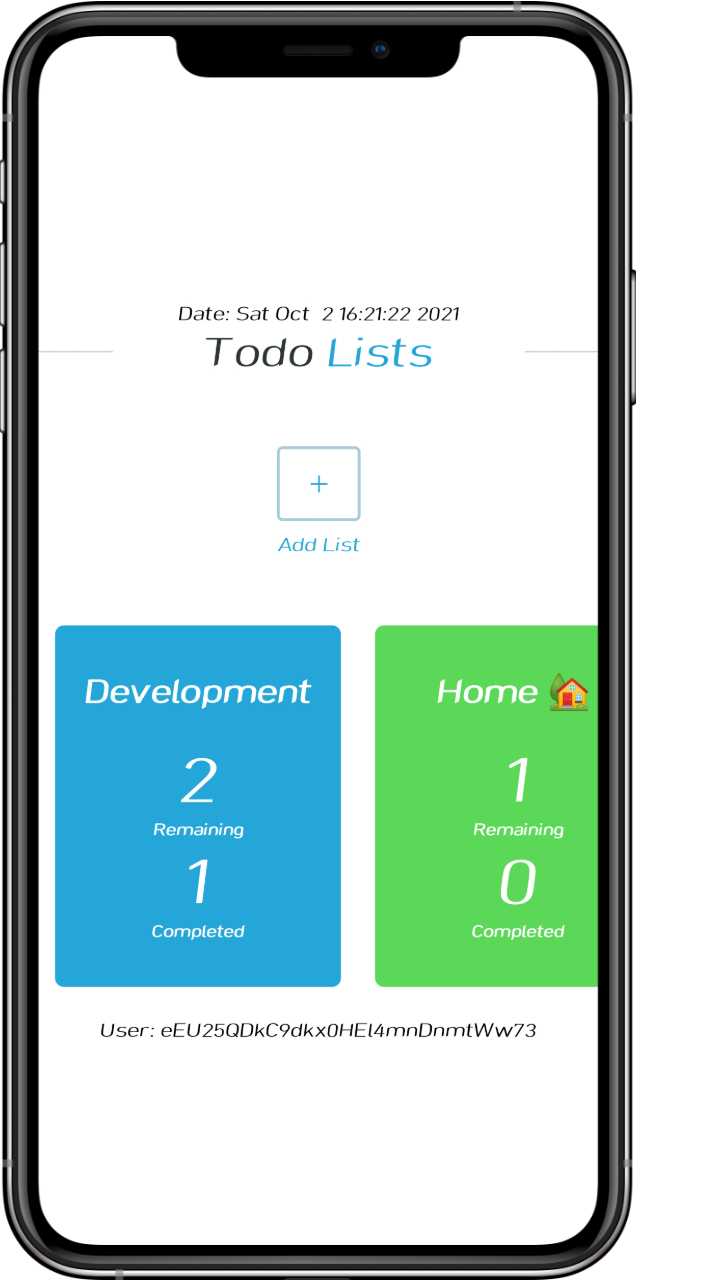 Date: Sat Oct  2 16:21:22 2021
Todo Lists
+
Add List
Development
2
Remaining
1
Completed
Home 🏡
1
Remaining
0
Completed
User: eEU25QDkC9dkx0HEl4mnDnmtWw73